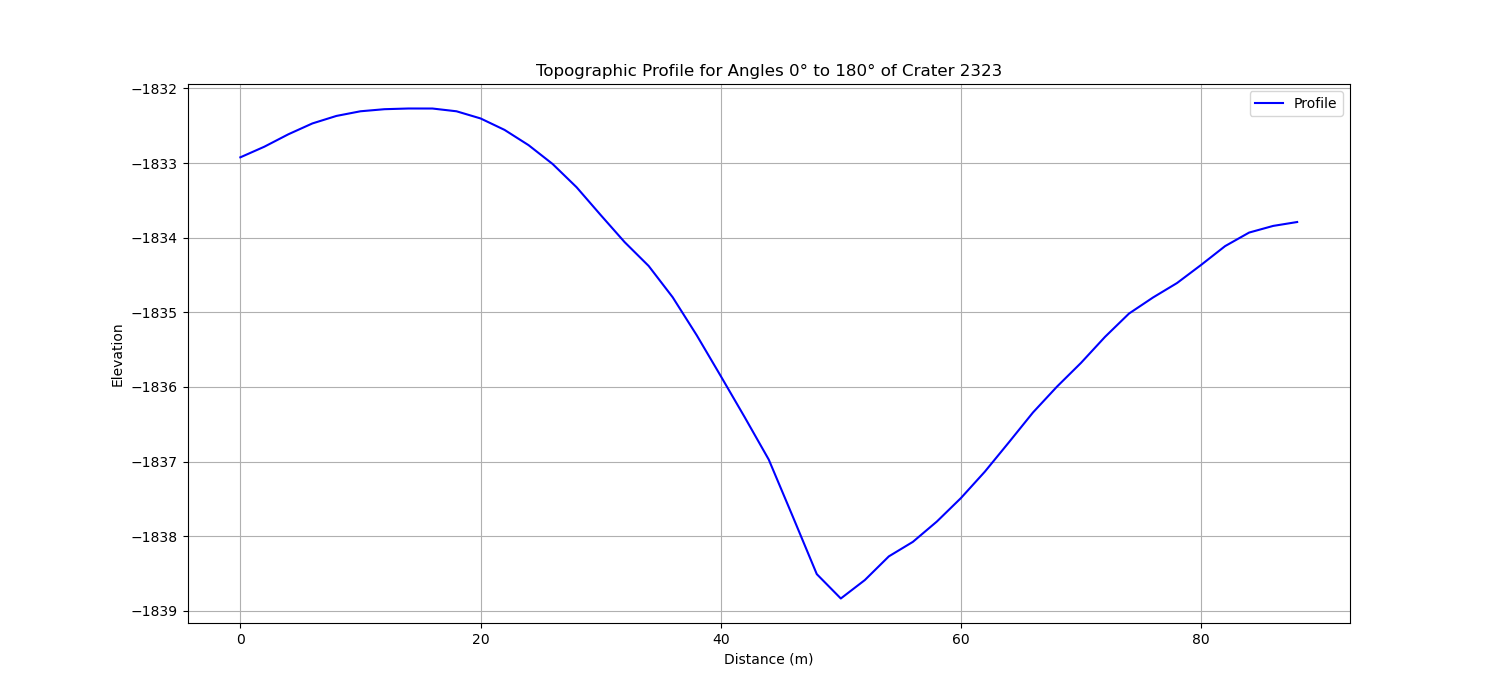 Topographic Profile for Angles 0° to 180° of Crater 2323
Profile
−1832
−1833
−1834
−1835
−1836
−1837
−1838
−1839
Elevation
0 20 40 60 80
Distance (m)